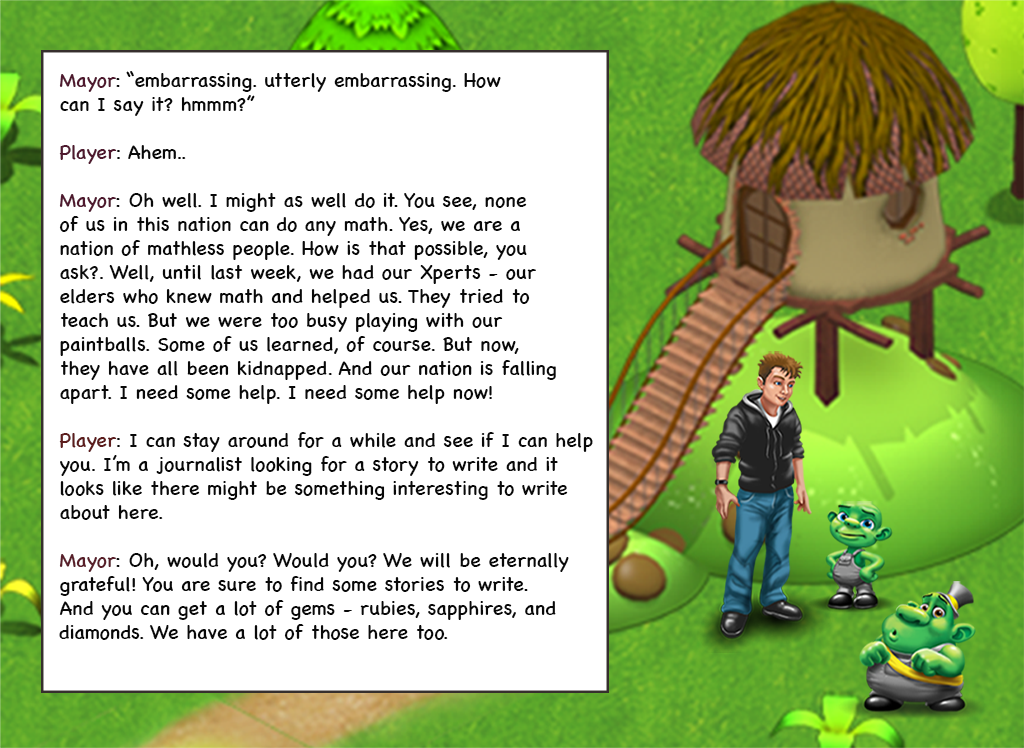 Mayor: “embarrassing. utterly embarrassing. How
can I say it? hmmm?”
Player: Ahem..
Mayor: Oh well. I might as well do it. You see, none
of us in this nation can do any math. Yes, we are a
nation of mathless people. How is that possible, you
ask?. Well, until last week, we had our Xperts - our
elders who knew math and helped us. They tried to
teach us. But we were too busy playing with our
paintballs. Some of us learned, of course. But now,
they have all been kidnapped. And our nation is falling
apart. I need some help. I need some help now!
Player: I can stay around for a while and see if I can help
you. I’m a journalist looking for a story to write and it
looks like there might be something interesting to write
about here.
Mayor: Oh, would you? Would you? We will be eternally
grateful! You are sure to find some stories to write.
And you can get a lot of gems - rubies, sapphires, and
diamonds. We have a lot of those here too.